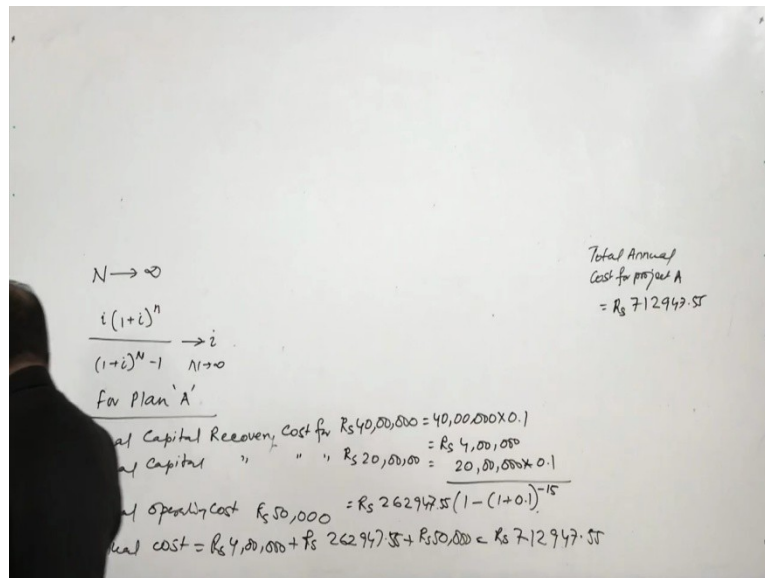 N → ∞
i(1+i)^n
(1+i)^N -1
→ i
N→∞
for Plan 'A'
al Capital Recovery Cost for Rs 40,00,000 = 40,00,000 X 0.1
= Rs 4,00,000
al Capital " " " Rs 20,00,00 = 20,00,000 X 0.1
(1-(1+0.1)^-15
al operating Cost Rs 50,000 = Rs 262947.55
ual cost = Rs 4,00,000 + Rs 262947.55 + Rs 50,000 = Rs 712947.55
Total Annual
Cost for project A
= Rs 712947.55